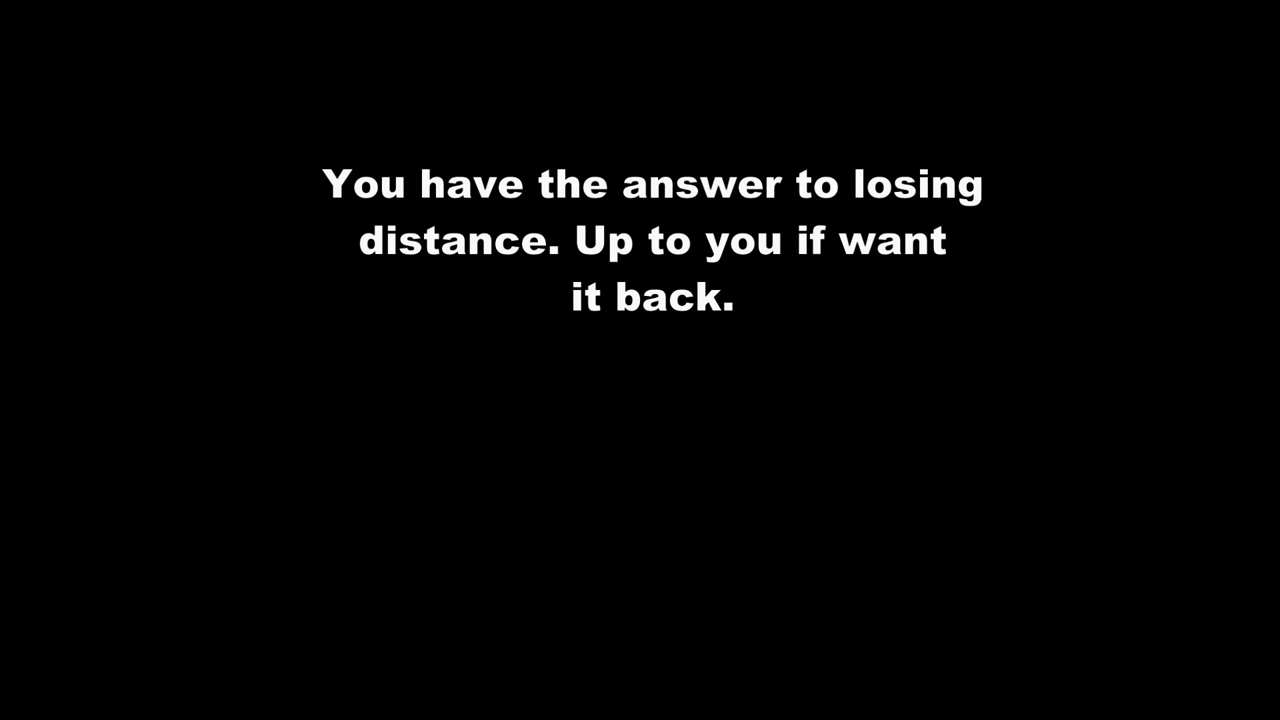 You have the answer to losing
distance. Up to you if want
it back.